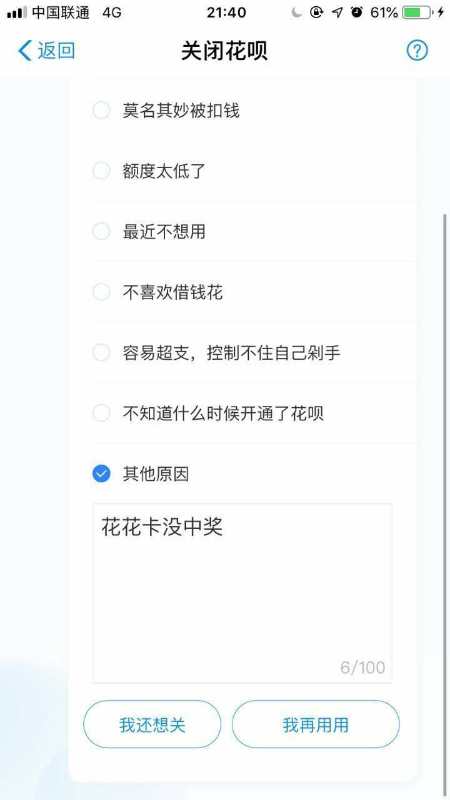 中国联通 4G 21:40 61%
返回 关闭花呗
莫名其妙被扣钱
额度太低了
最近不想用
不喜欢借钱花
容易超支，控制不住自己剁手
不知道什么时候开通了花呗
其他原因
花花卡没中奖
6/100
我还想关 我再用用